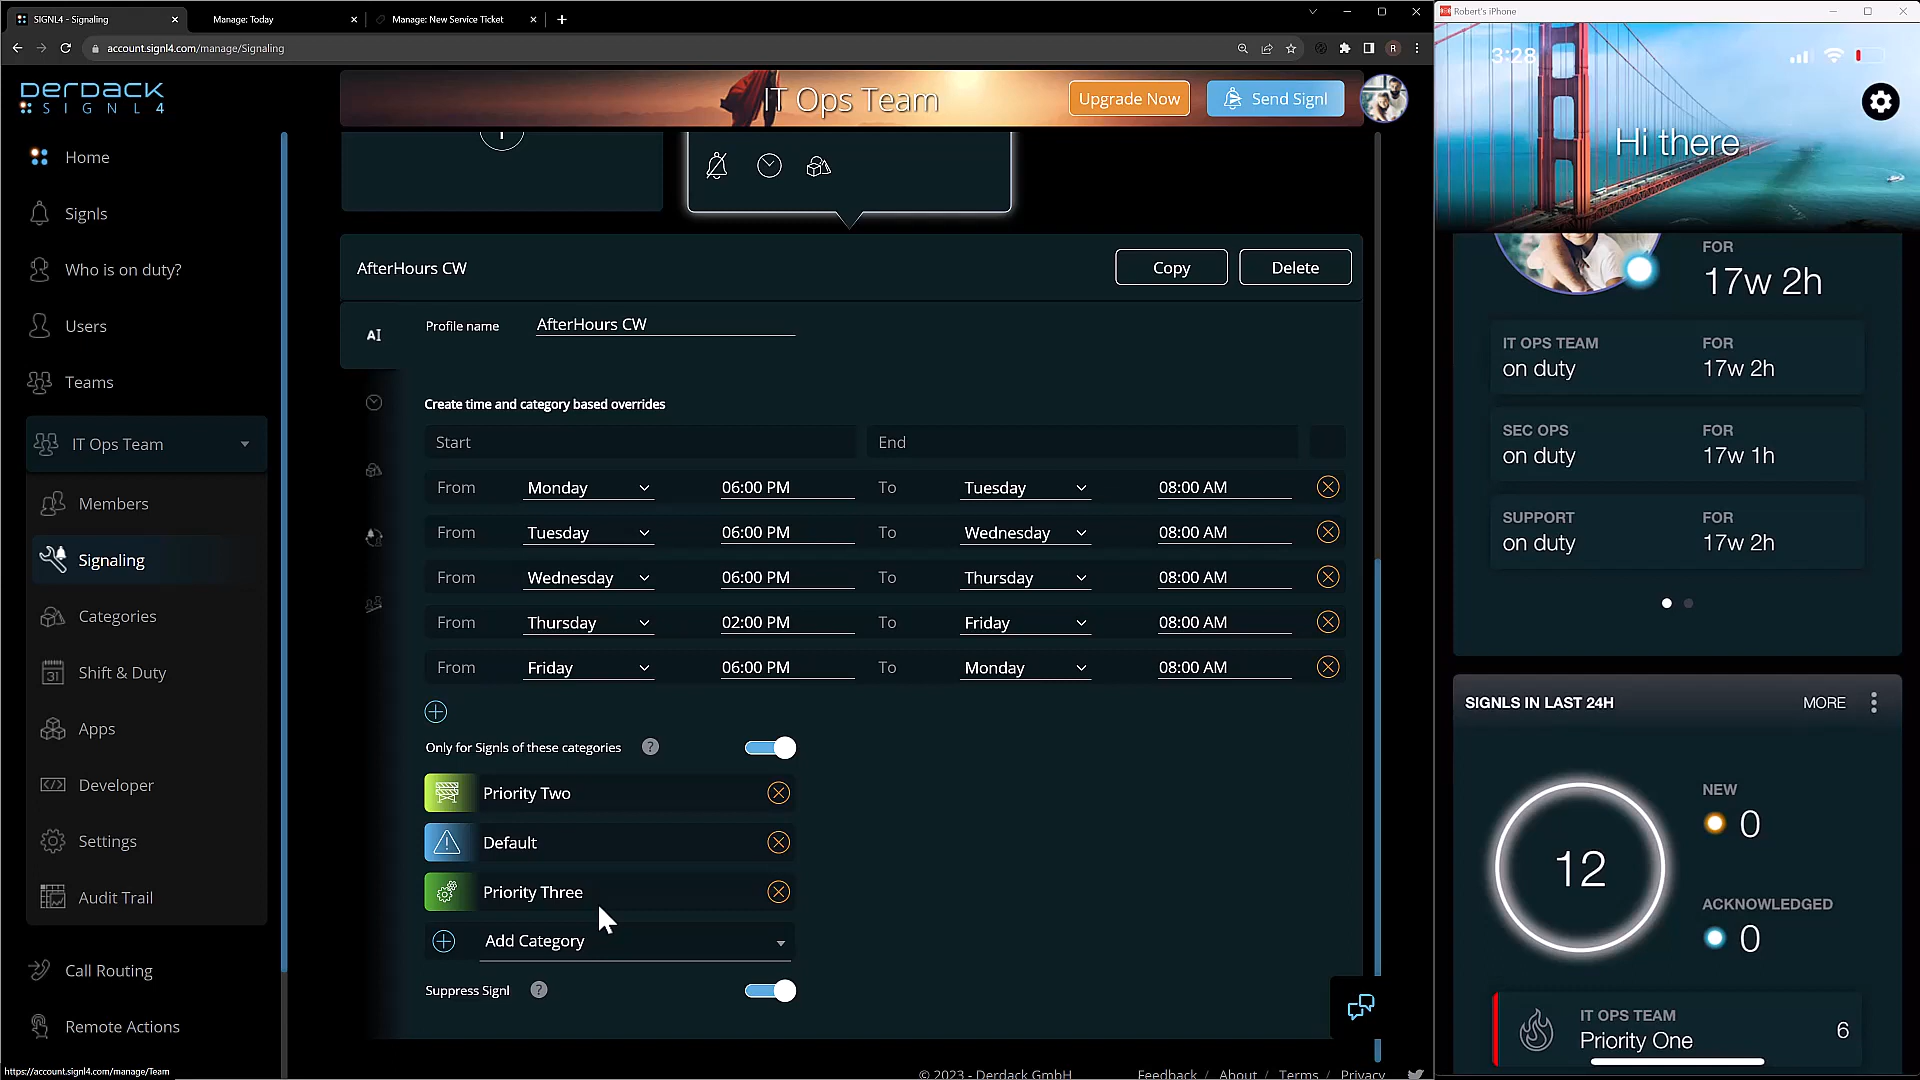 SIGNL4 - Signaling
Manage: Today
Manage: New Service Ticket
account.signl4.com/manage/Signaling
R
DERDACK
SIGNL4
Home
Signls
Who is on duty?
Users
Teams
IT Ops Team
Members
Signaling
Categories
31
Shift & Duty
Apps
Developer
Settings
Audit Trail
Call Routing
Remote Actions
https://account.signl4.com/manage/Team
IT Ops Team
Upgrade Now
Send Signl
AfterHours CW
Copy
Delete
AI
Profile name
AfterHours CW
Create time and category based overrides
Start End
From Monday 06:00 PM To Tuesday 08:00 AM
From Tuesday 06:00 PM To Wednesday 08:00 AM
From Wednesday 06:00 PM To Thursday 08:00 AM
From Thursday 02:00 PM To Friday 08:00 AM
From Friday 06:00 PM To Monday 08:00 AM
Only for Signls of these categories ?
Priority Two
Default
Priority Three
Add Category
Suppress Signl ?
© 2023 - Derdack GmbH Feedback / About / Terms / Privacy
Robert's iPhone
3:28
Hi there
FOR
17w 2h
IT OPS TEAM FOR
on duty 17w 2h
SEC OPS FOR
on duty 17w 1h
SUPPORT FOR
on duty 17w 2h
SIGNLS IN LAST 24H MORE
12
NEW
0
ACKNOWLEDGED
0
IT OPS TEAM
Priority One
6